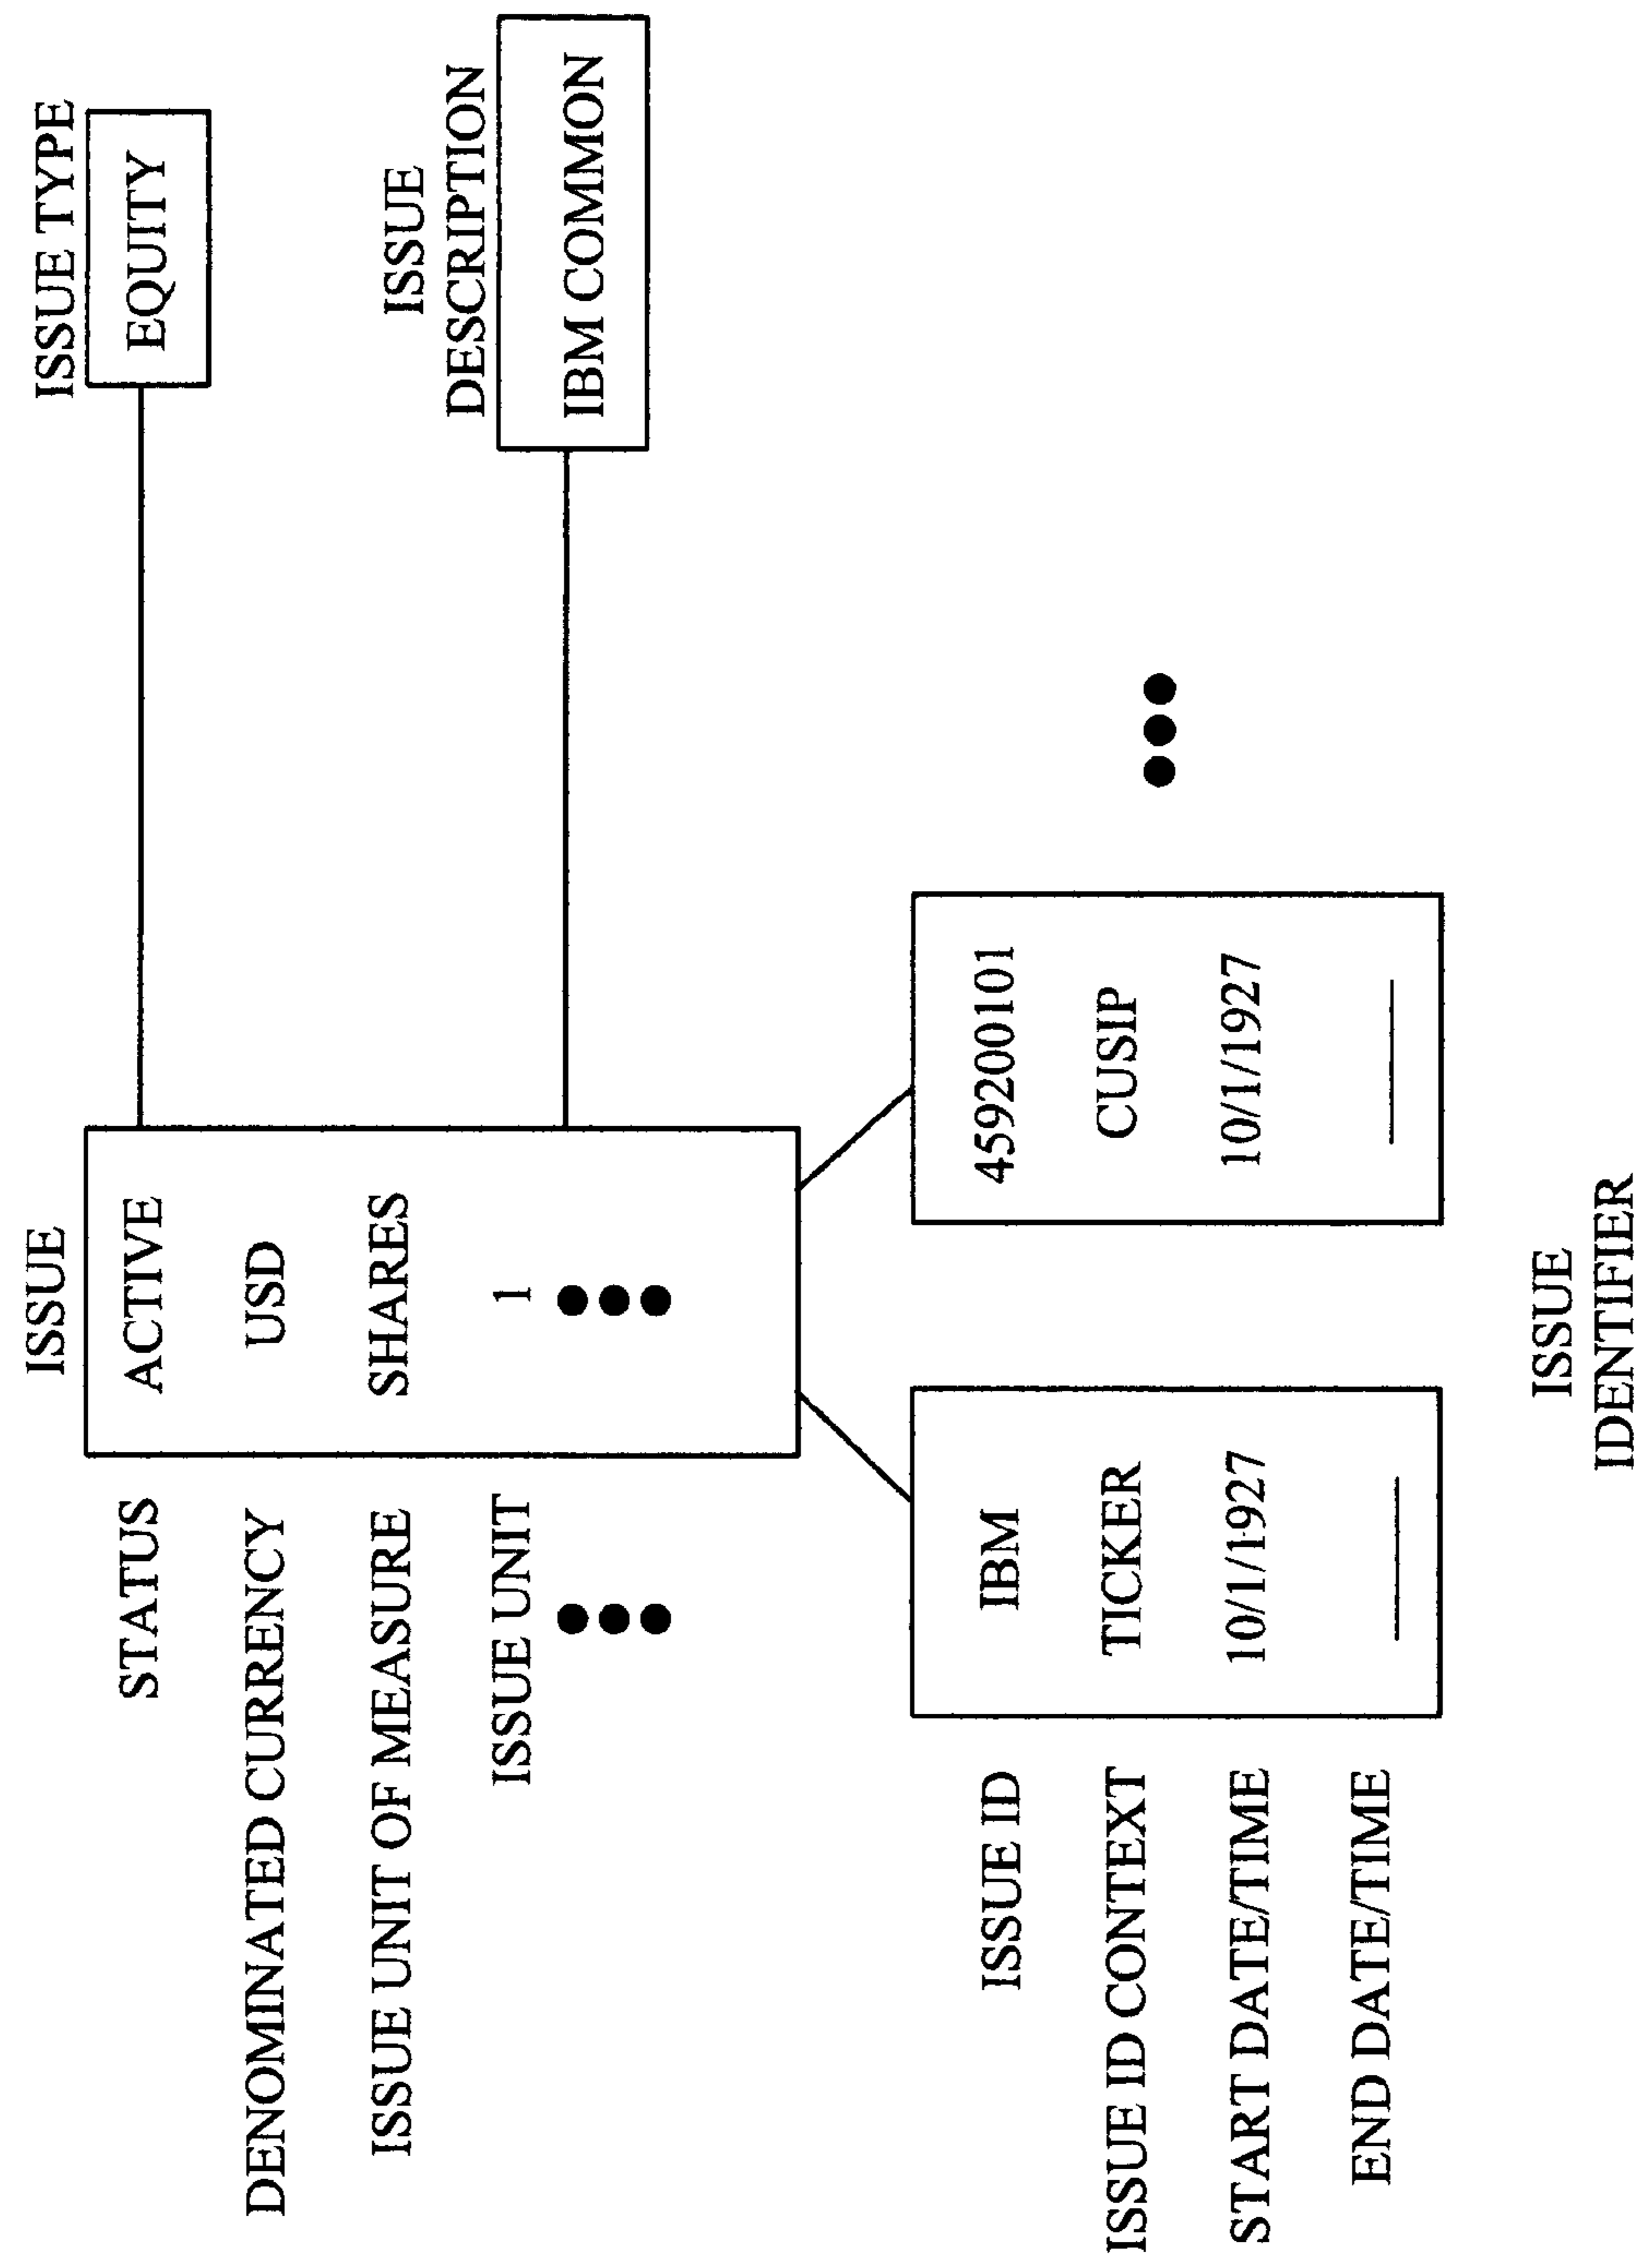 ISSUE
ISSUE TYPE
STATUS
ACTIVE
EQUITY
DENOMINATED CURRENCY
USD
ISSUE UNIT OF MEASURE
SHARES
ISSUE
DESCRIPTION
ISSUE UNIT
1
IBM COMMON
ISSUE ID
IBM
459200101
ISSUE ID CONTEXT
TICKER
CUSIP
START DATE/TIME
10/1/1927
10/1/1927
END DATE/TIME
ISSUE
IDENTIFIER